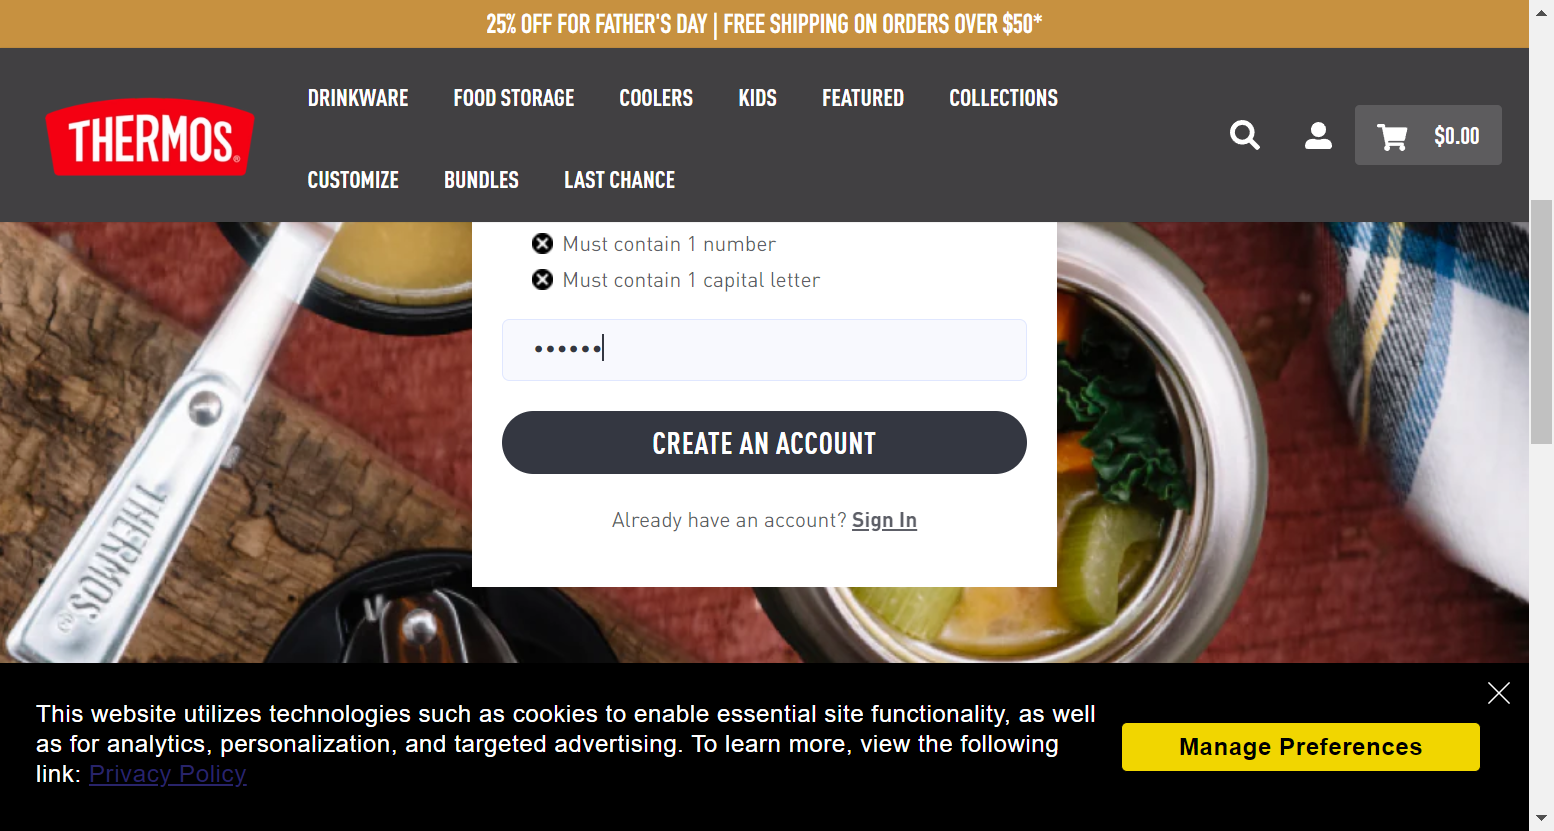 25% OFF FOR FATHER'S DAY | FREE SHIPPING ON ORDERS OVER $50*
THERMOS®
DRINKWARE FOOD STORAGE COOLERS KIDS FEATURED COLLECTIONS
CUSTOMIZE BUNDLES LAST CHANCE
$0.00
Must contain 1 number
Must contain 1 capital letter
••••••
CREATE AN ACCOUNT
Already have an account? Sign In
THERMOS®
This website utilizes technologies such as cookies to enable essential site functionality, as well
as for analytics, personalization, and targeted advertising. To learn more, view the following
link: Privacy Policy
Manage Preferences